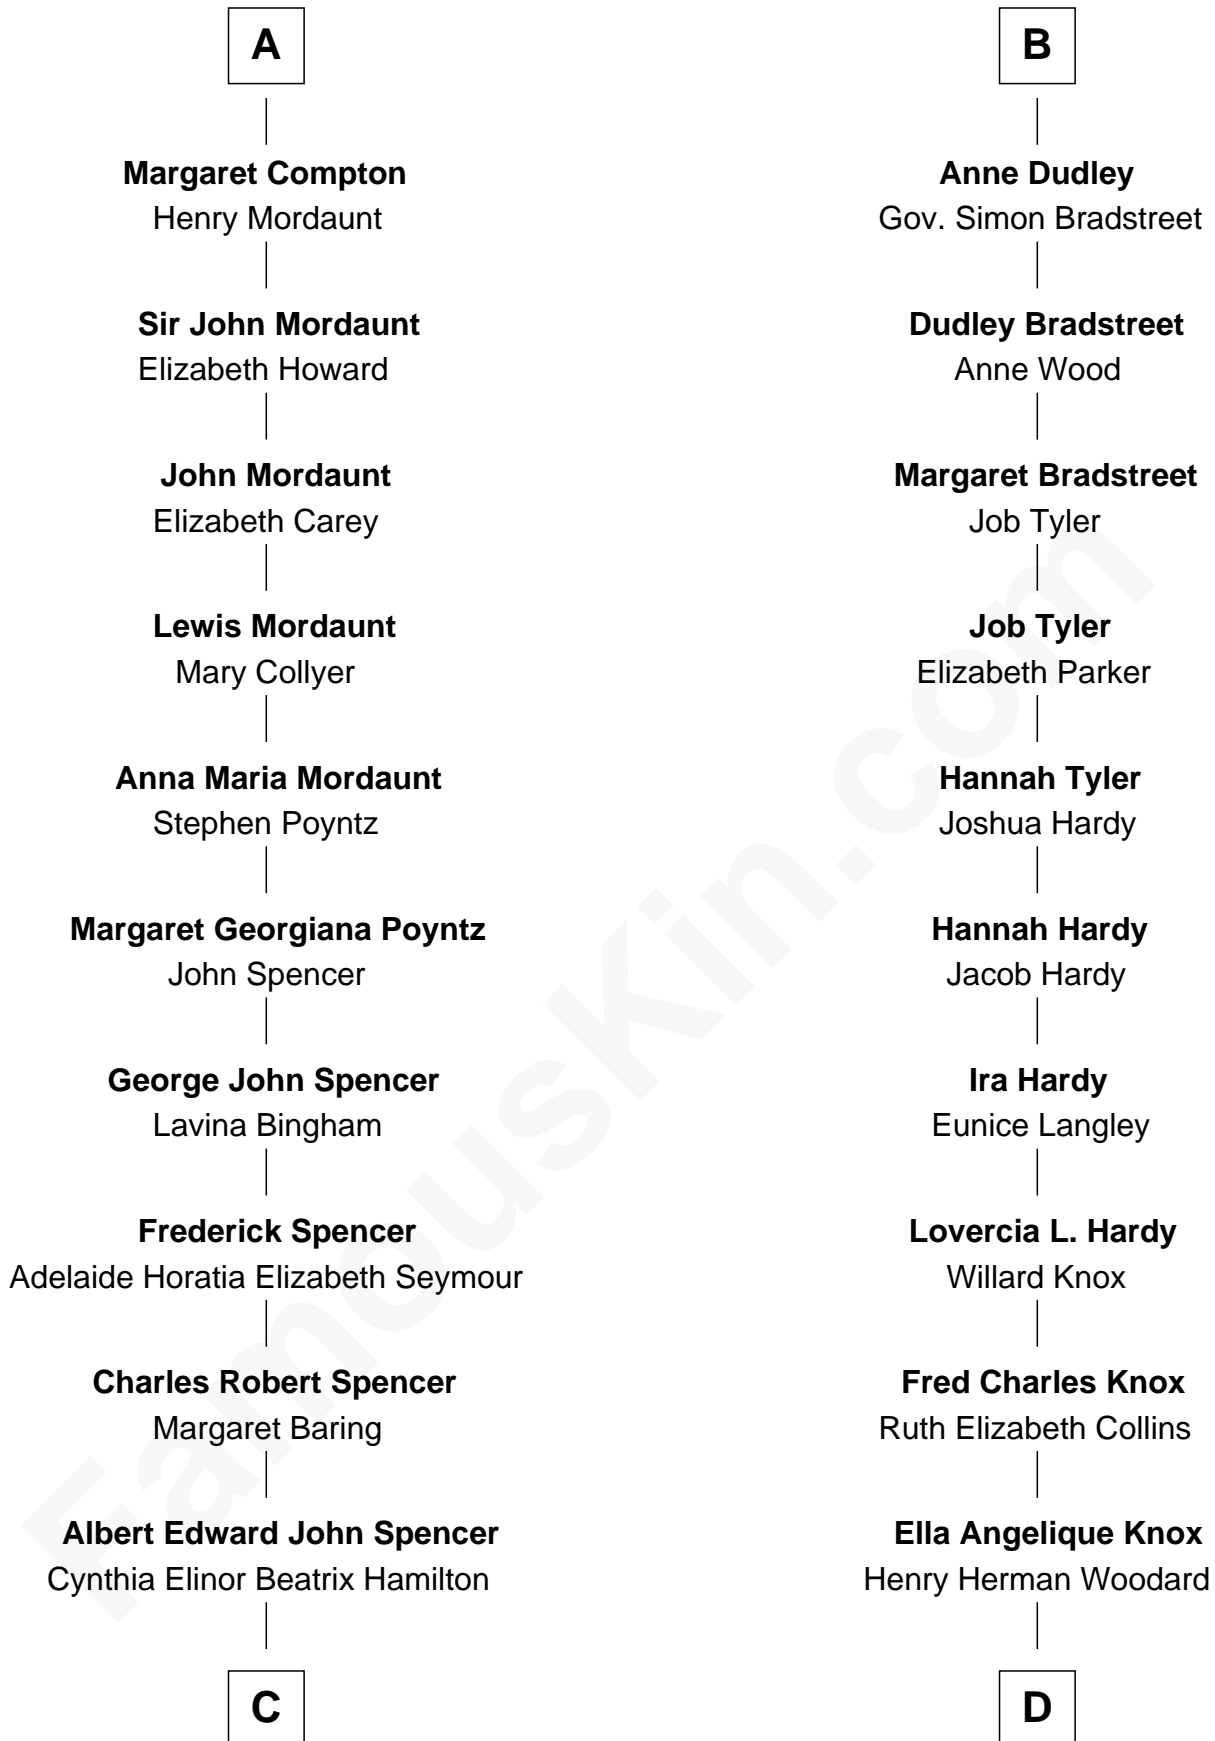 A
Margaret Compton
Henry Mordaunt
Sir John Mordaunt
Elizabeth Howard
John Mordaunt
Elizabeth Carey
Lewis Mordaunt
Mary Collyer
Anna Maria Mordaunt
Stephen Poyntz
Margaret Georgiana Poyntz
John Spencer
George John Spencer
Lavina Bingham
Frederick Spencer
Adelaide Horatia Elizabeth Seymour
Charles Robert Spencer
Margaret Baring
Albert Edward John Spencer
Cynthia Elinor Beatrix Hamilton
C
B
Anne Dudley
Gov. Simon Bradstreet
Dudley Bradstreet
Anne Wood
Margaret Bradstreet
Job Tyler
Job Tyler
Elizabeth Parker
Hannah Tyler
Joshua Hardy
Hannah Hardy
Jacob Hardy
Ira Hardy
Eunice Langley
Lovercia L. Hardy
Willard Knox
Fred Charles Knox
Ruth Elizabeth Collins
Ella Angelique Knox
Henry Herman Woodard
D
FamousKin.com